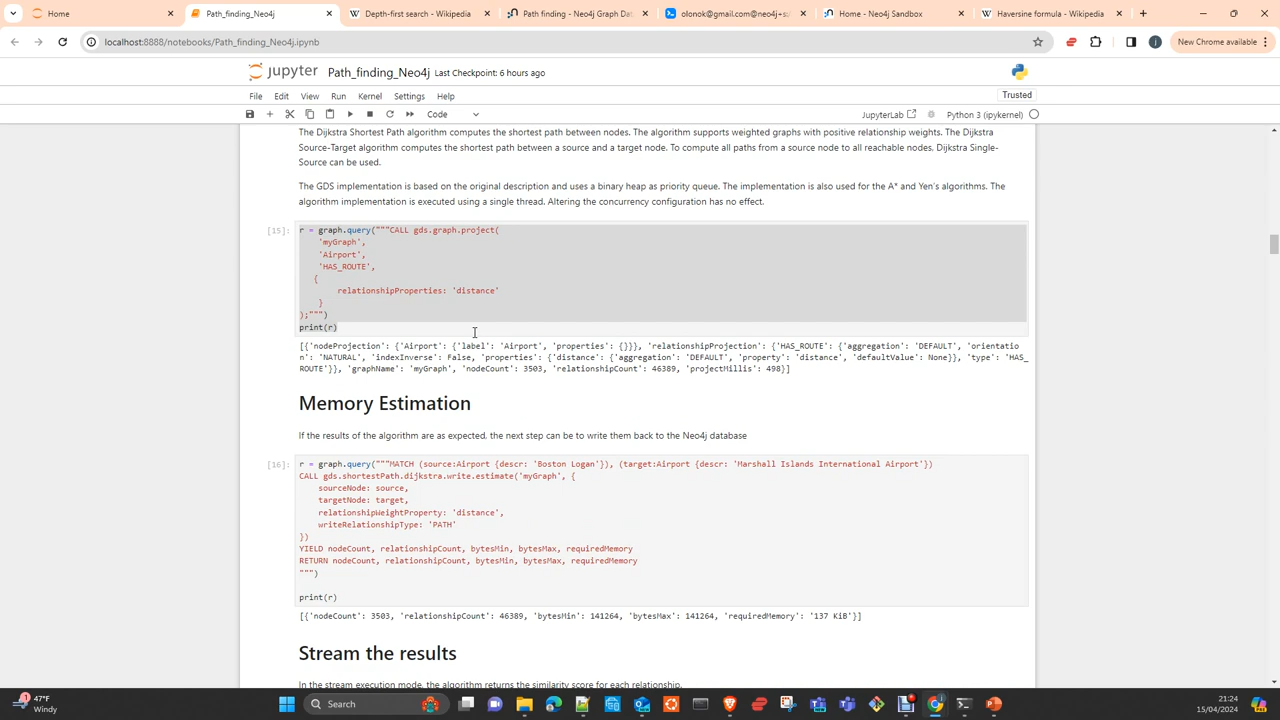 Home
Path_finding_Neo4j
Depth-first search - Wikipedia
Path finding - Neo4j Graph Dat
olonok@gmail.com@neo4j+s
Home - Neo4j Sandbox
Haversine formula - Wikipedia
localhost:8888/notebooks/Path_finding_Neo4j.ipynb
New Chrome available
jupyter Path_finding_Neo4j Last Checkpoint: 6 hours ago
File Edit View Run Kernel Settings Help
Trusted
Code
JupyterLab
Python 3 (ipykernel)
The Dijkstra Shortest Path algorithm computes the shortest path between nodes. The algorithm supports weighted graphs with positive relationship weights. The Dijkstra
Source-Target algorithm computes the shortest path between a source and a target node. To compute all paths from a source node to all reachable nodes, Dijkstra Single-
Source can be used.
The GDS implementation is based on the original description and uses a binary heap as priority queue. The implementation is also used for the A* and Yen's algorithms. The
algorithm implementation is executed using a single thread. Altering the concurrency configuration has no effect.
[15]: r = graph.query("""CALL gds.graph.project(
'myGraph',
'Airport',
'HAS_ROUTE',
{
relationshipProperties: 'distance'
}
);""")
print(r)
[{'nodeProjection': {'Airport': {'label': 'Airport', 'properties': {}}}, 'relationshipProjection': {'HAS_ROUTE': {'aggregation': 'DEFAULT', 'orientatio
n': 'NATURAL', 'indexInverse': False, 'properties': {'distance': {'aggregation': 'DEFAULT', 'property': 'distance', 'defaultValue': None}}, 'type': 'HAS_
ROUTE'}}, 'graphName': 'myGraph', 'nodeCount': 3503, 'relationshipCount': 46389, 'projectMillis': 498}]
Memory Estimation
If the results of the algorithm are as expected, the next step can be to write them back to the Neo4j database
[16]: r = graph.query("""MATCH (source:Airport {descr: 'Boston Logan'}), (target:Airport {descr: 'Marshall Islands International Airport'})
CALL gds.shortestPath.dijkstra.write.estimate('myGraph', {
sourceNode: source,
targetNode: target,
relationshipWeightProperty: 'distance',
writeRelationshipType: 'PATH'
})
YIELD nodeCount, relationshipCount, bytesMin, bytesMax, requiredMemory
RETURN nodeCount, relationshipCount, bytesMin, bytesMax, requiredMemory
""")
print(r)
[{'nodeCount': 3503, 'relationshipCount': 46389, 'bytesMin': 141264, 'bytesMax': 141264, 'requiredMemory': '137 KiB'}]
Stream the results
In the stream execution mode, the algorithm returns the similarity score for each relationship.
47°F
Windy
Search
21:24
15/04/2024